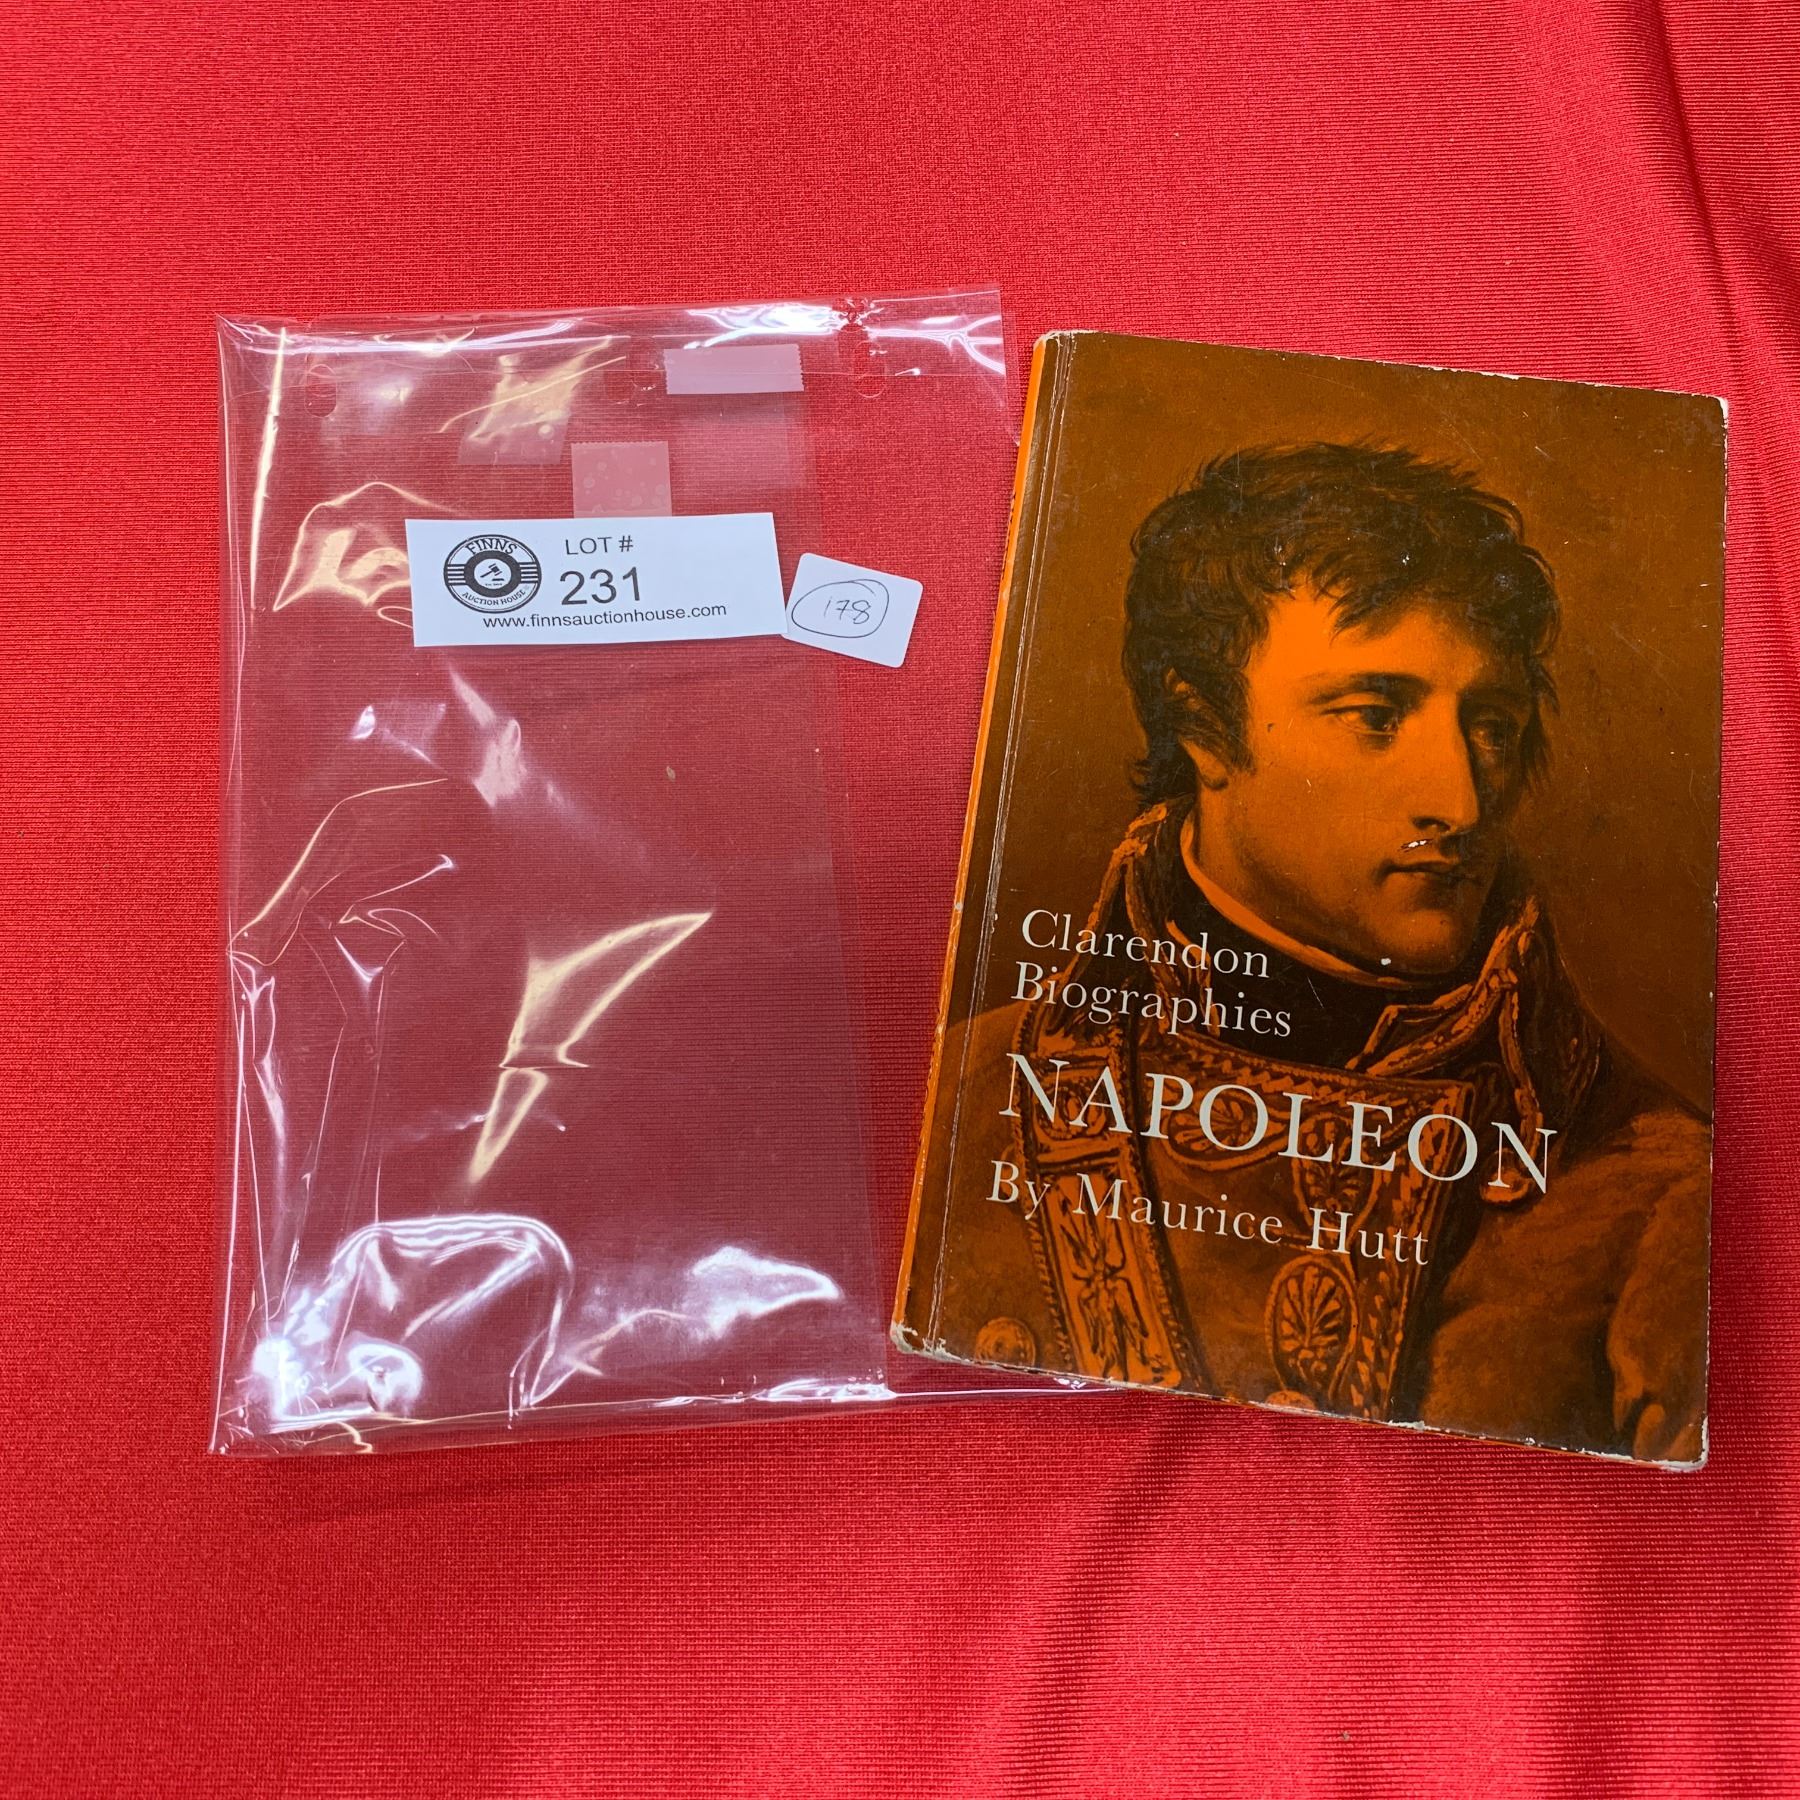 FINNS
AUCTION HOUSE
LOT #
231
www.finnsauctionhouse.com
178
Clarendon
Biographies
NAPOLEON
By Maurice Hutt